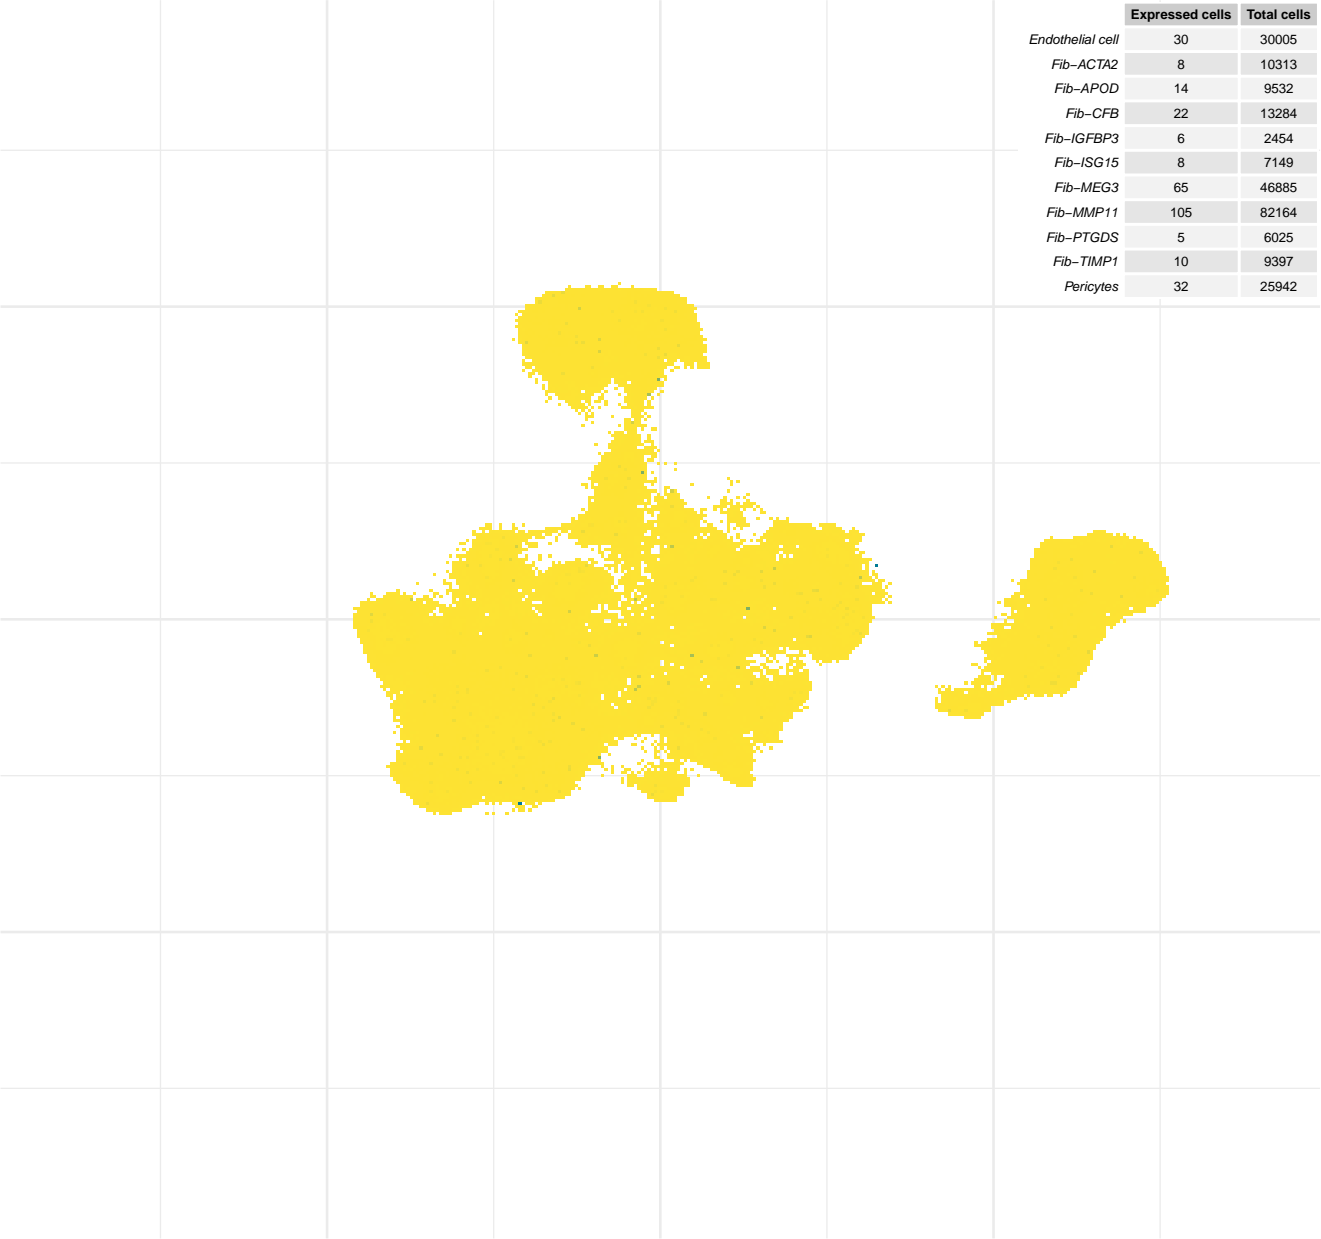 Expressed cells Total cells
Endothelial cell 30 30005
Fib−ACTA2 8 10313
Fib−APOD 14 9532
Fib−CFB 22 13284
Fib−IGFBP3 6 2454
Fib−ISG15 8 7149
Fib−MEG3 65 46885
Fib−MMP11 105 82164
Fib−PTGDS 5 6025
Fib−TIMP1 10 9397
Pericytes 32 25942